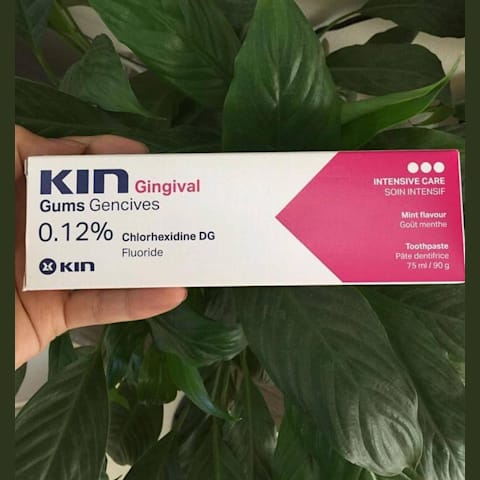 KIN Gingival
Gums Gencives
0.12% Chlorhexidine DG
Fluoride
KIN
INTENSIVE CARE
SOIN INTENSIF
Mint flavour
Goût menthe
Toothpaste
Pâte dentifrice
75 ml / 90 g